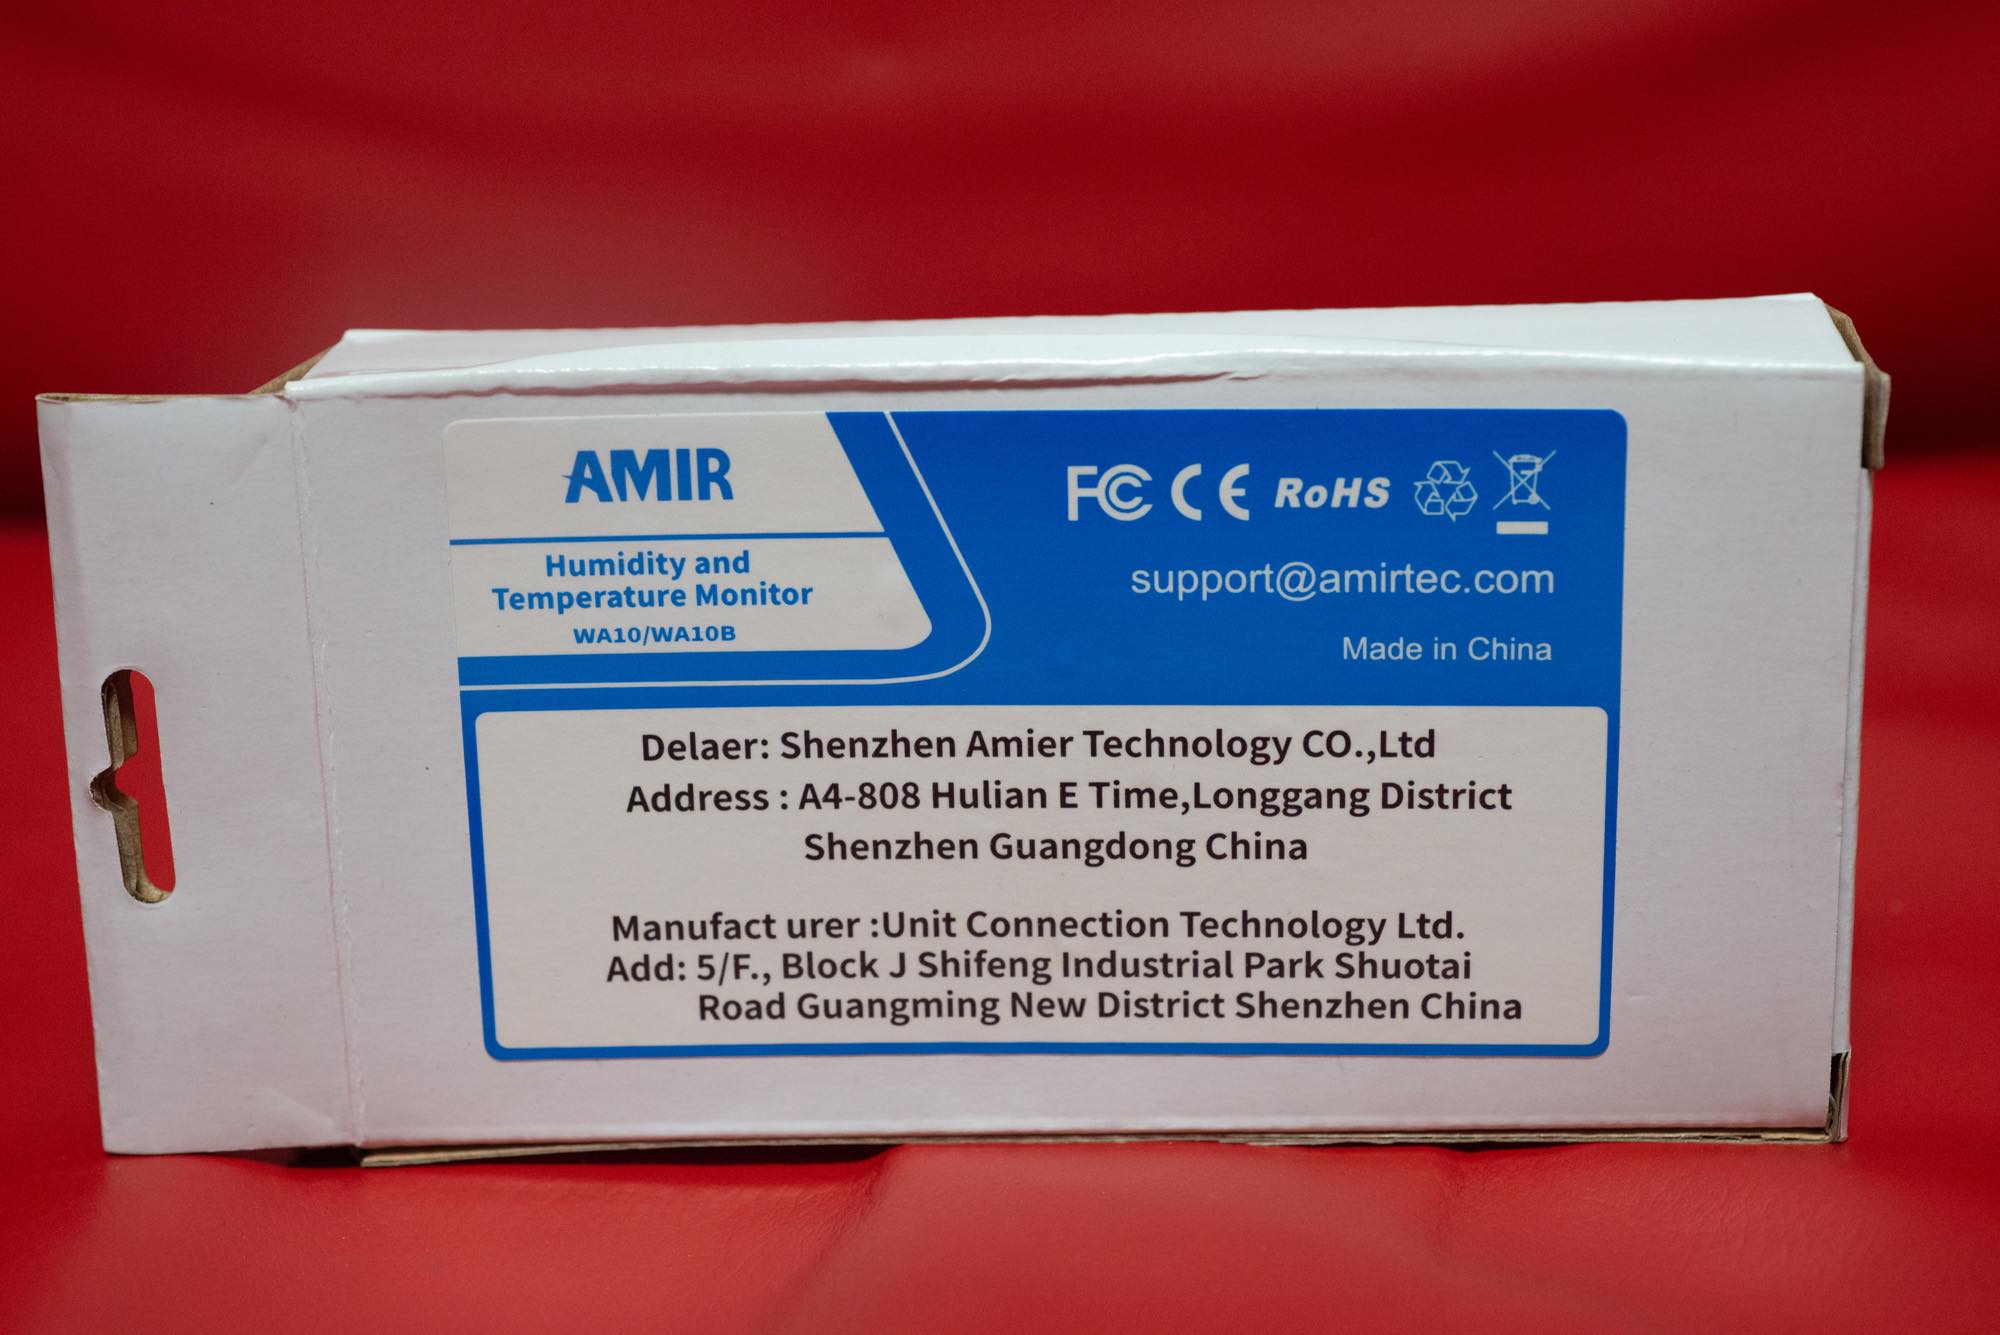 AMIR
Humidity and
Temperature Monitor
WA10/WA10B
FC CE RoHS
support@amirtec.com
Made in China
Delaer: Shenzhen Amier Technology CO.,Ltd
Address : A4-808 Hulian E Time,Longgang District
Shenzhen Guangdong China
Manufact urer :Unit Connection Technology Ltd.
Add: 5/F., Block J Shifeng Industrial Park Shuotai
Road Guangming New District Shenzhen China